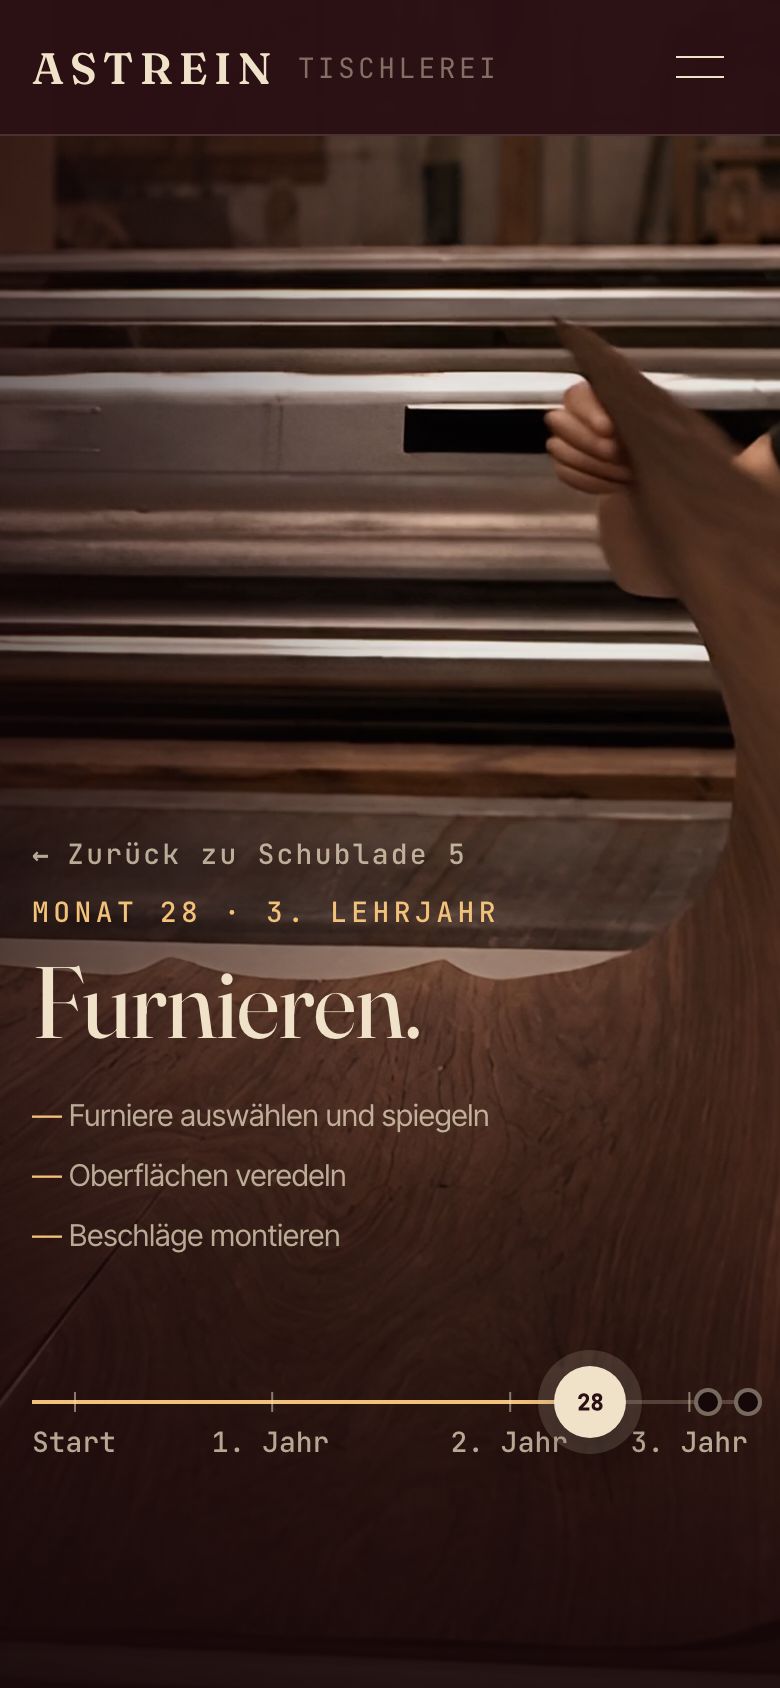 ASTREIN TISCHLEREI
← Zurück zu Schublade 5
MONAT 28 · 3. LEHRJAHR
Furnieren.
— Furniere auswählen und spiegeln
— Oberflächen veredeln
— Beschläge montieren
28
Start 1. Jahr 2. Jahr 3. Jahr